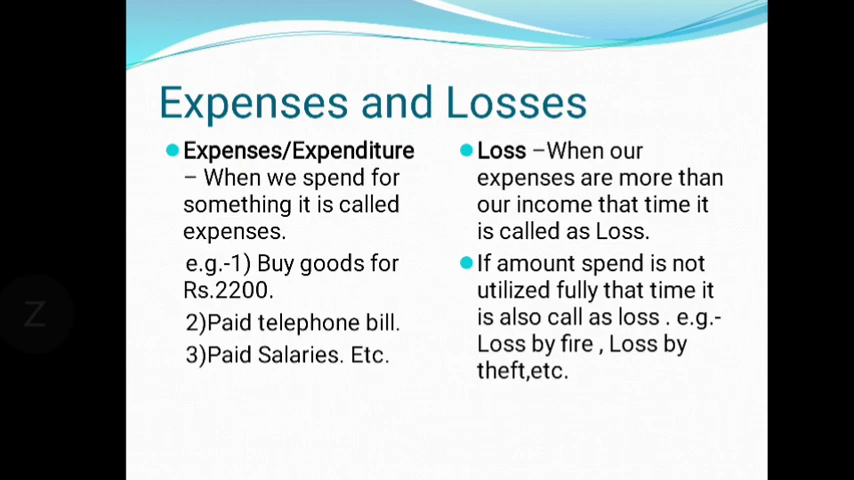 Expenses and Losses
Expenses/Expenditure
– When we spend for
something it is called
expenses.
e.g.-1) Buy goods for
Rs.2200.
2)Paid telephone bill.
3)Paid Salaries. Etc.
Loss –When our
expenses are more than
our income that time it
is called as Loss.
If amount spend is not
utilized fully that time it
is also call as loss . e.g.-
Loss by fire , Loss by
theft,etc.
Z